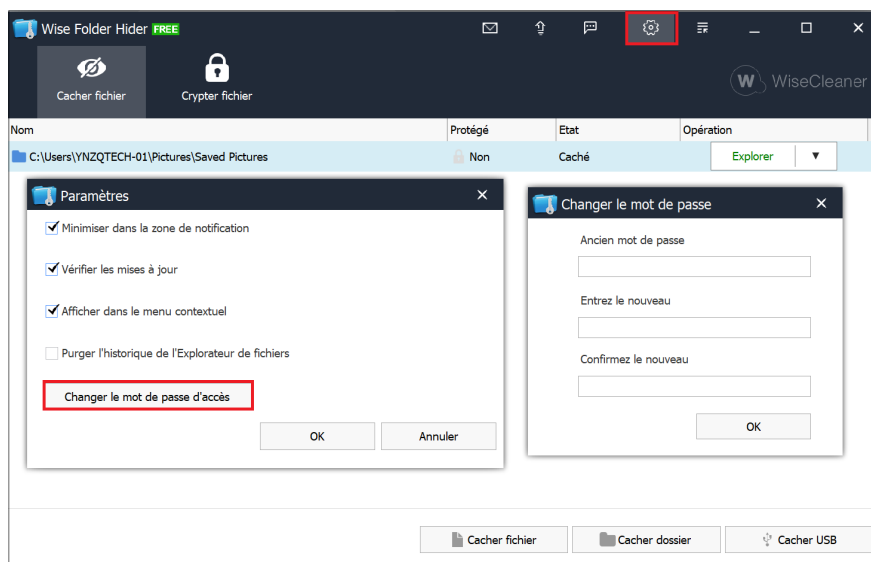 Wise Folder Hider FREE
Cacher fichier
Crypter fichier
W WiseCleaner
Nom Protégé Etat Opération
C:\Users\YNZQTECH-01\Pictures\Saved Pictures Non Caché Explorer ▼
Paramètres
Minimiser dans la zone de notification
Vérifier les mises à jour
Afficher dans le menu contextuel
Purger l'historique de l'Explorateur de fichiers
Changer le mot de passe d'accès
OK Annuler
Changer le mot de passe
Ancien mot de passe
Entrez le nouveau
Confirmez le nouveau
OK
Cacher fichier Cacher dossier Cacher USB